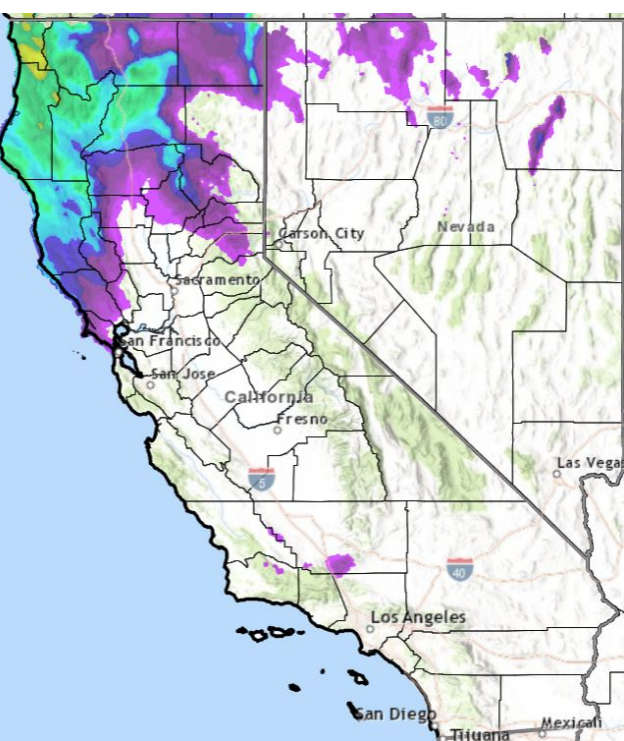 80
Carson City
Nevada
Sacramento
San Francisco
San Jose
California
Fresno
5
Las Vegas
40
Los Angeles
San Diego
Tijuana
Mexicali